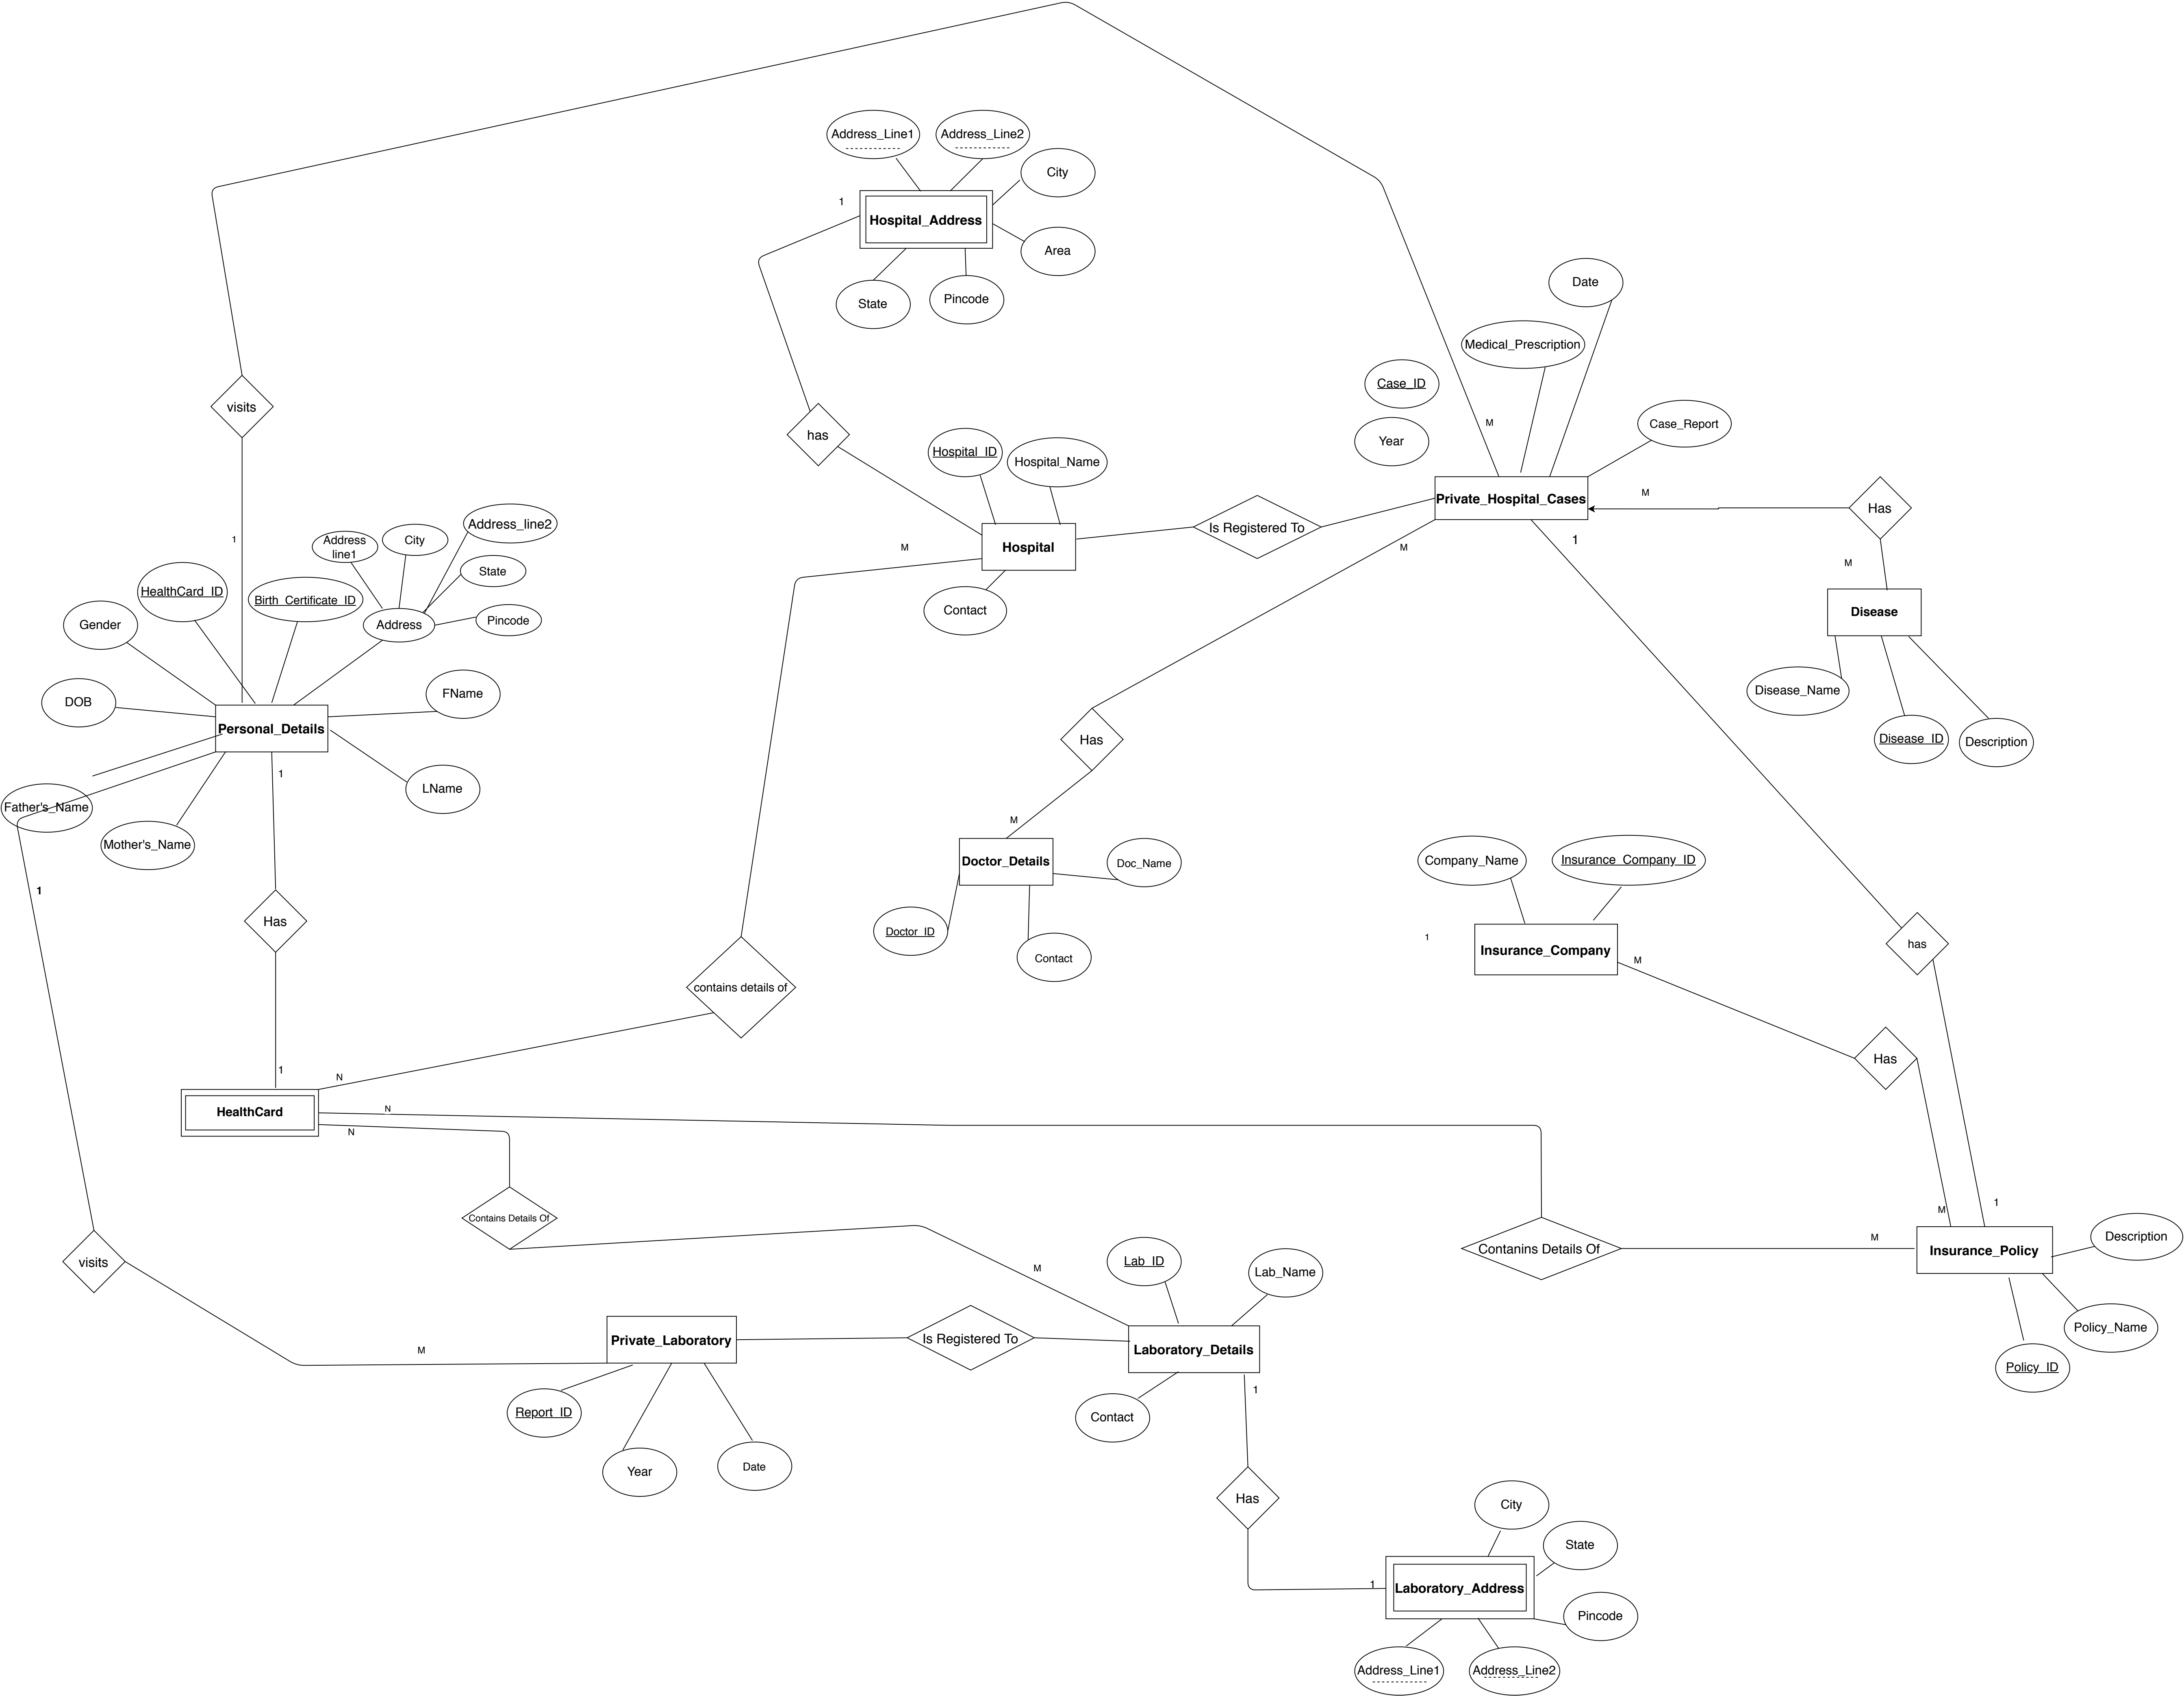 Address_Line1
Address_Line2
City
1
Hospital_Address
Area
State
Pincode
Date
Medical_Prescription
Case_ID
Year
Case_Report
M
visits
has
Hospital_ID
Hospital_Name
Private_Hospital_Cases
M
Has
Is Registered To
Hospital
M
M
1
M
Contact
Disease
Disease_Name
Disease_ID
Description
1
Address
line1
City
Address_line2
State
Pincode
Address
HealthCard_ID
Birth_Certificate_ID
Gender
DOB
FName
Personal_Details
LName
1
Father's_Name
Mother's_Name
1
Has
Has
M
Doctor_Details
Doc_Name
Doctor_ID
Contact
Company_Name
Insurance_Company_ID
1
Insurance_Company
M
has
contains details of
Has
1
N
HealthCard
N
N
Contains Details Of
visits
M
Lab_ID
Lab_Name
Contanins Details Of
M
M
1
Insurance_Policy
Description
Policy_Name
Policy_ID
M
Private_Laboratory
Is Registered To
Laboratory_Details
1
Report_ID
Year
Date
Contact
Has
City
State
1
Laboratory_Address
Pincode
Address_Line1
Address_Line2